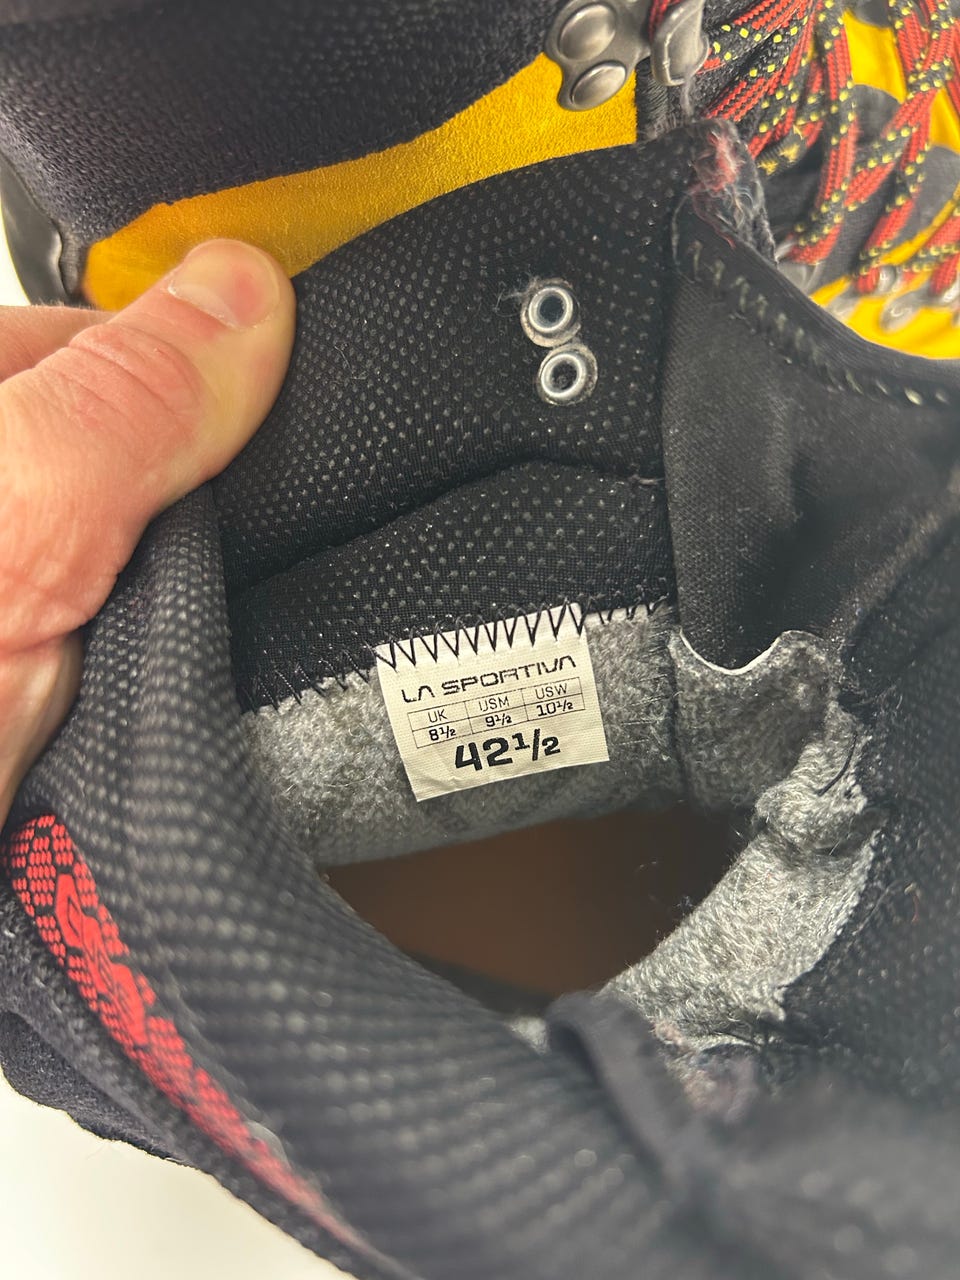 LA SPORTIVA
UK USM USW
8½ 9½ 10½
42½